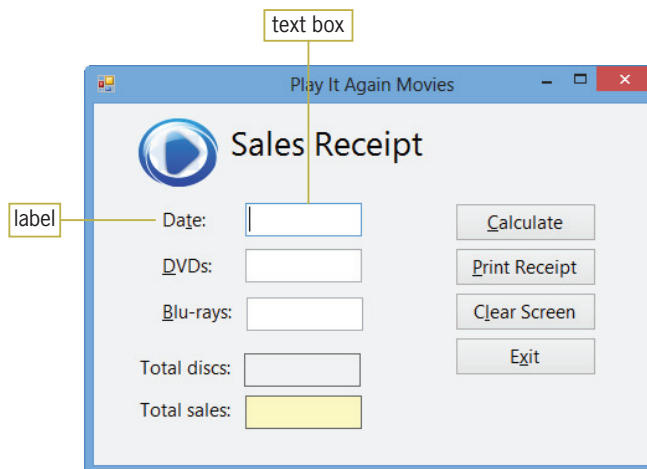 text box
Play It Again Movies
Sales Receipt
label
Date:
Calculate
DVDs:
Print Receipt
Blu-rays:
Clear Screen
Total discs:
Exit
Total sales: